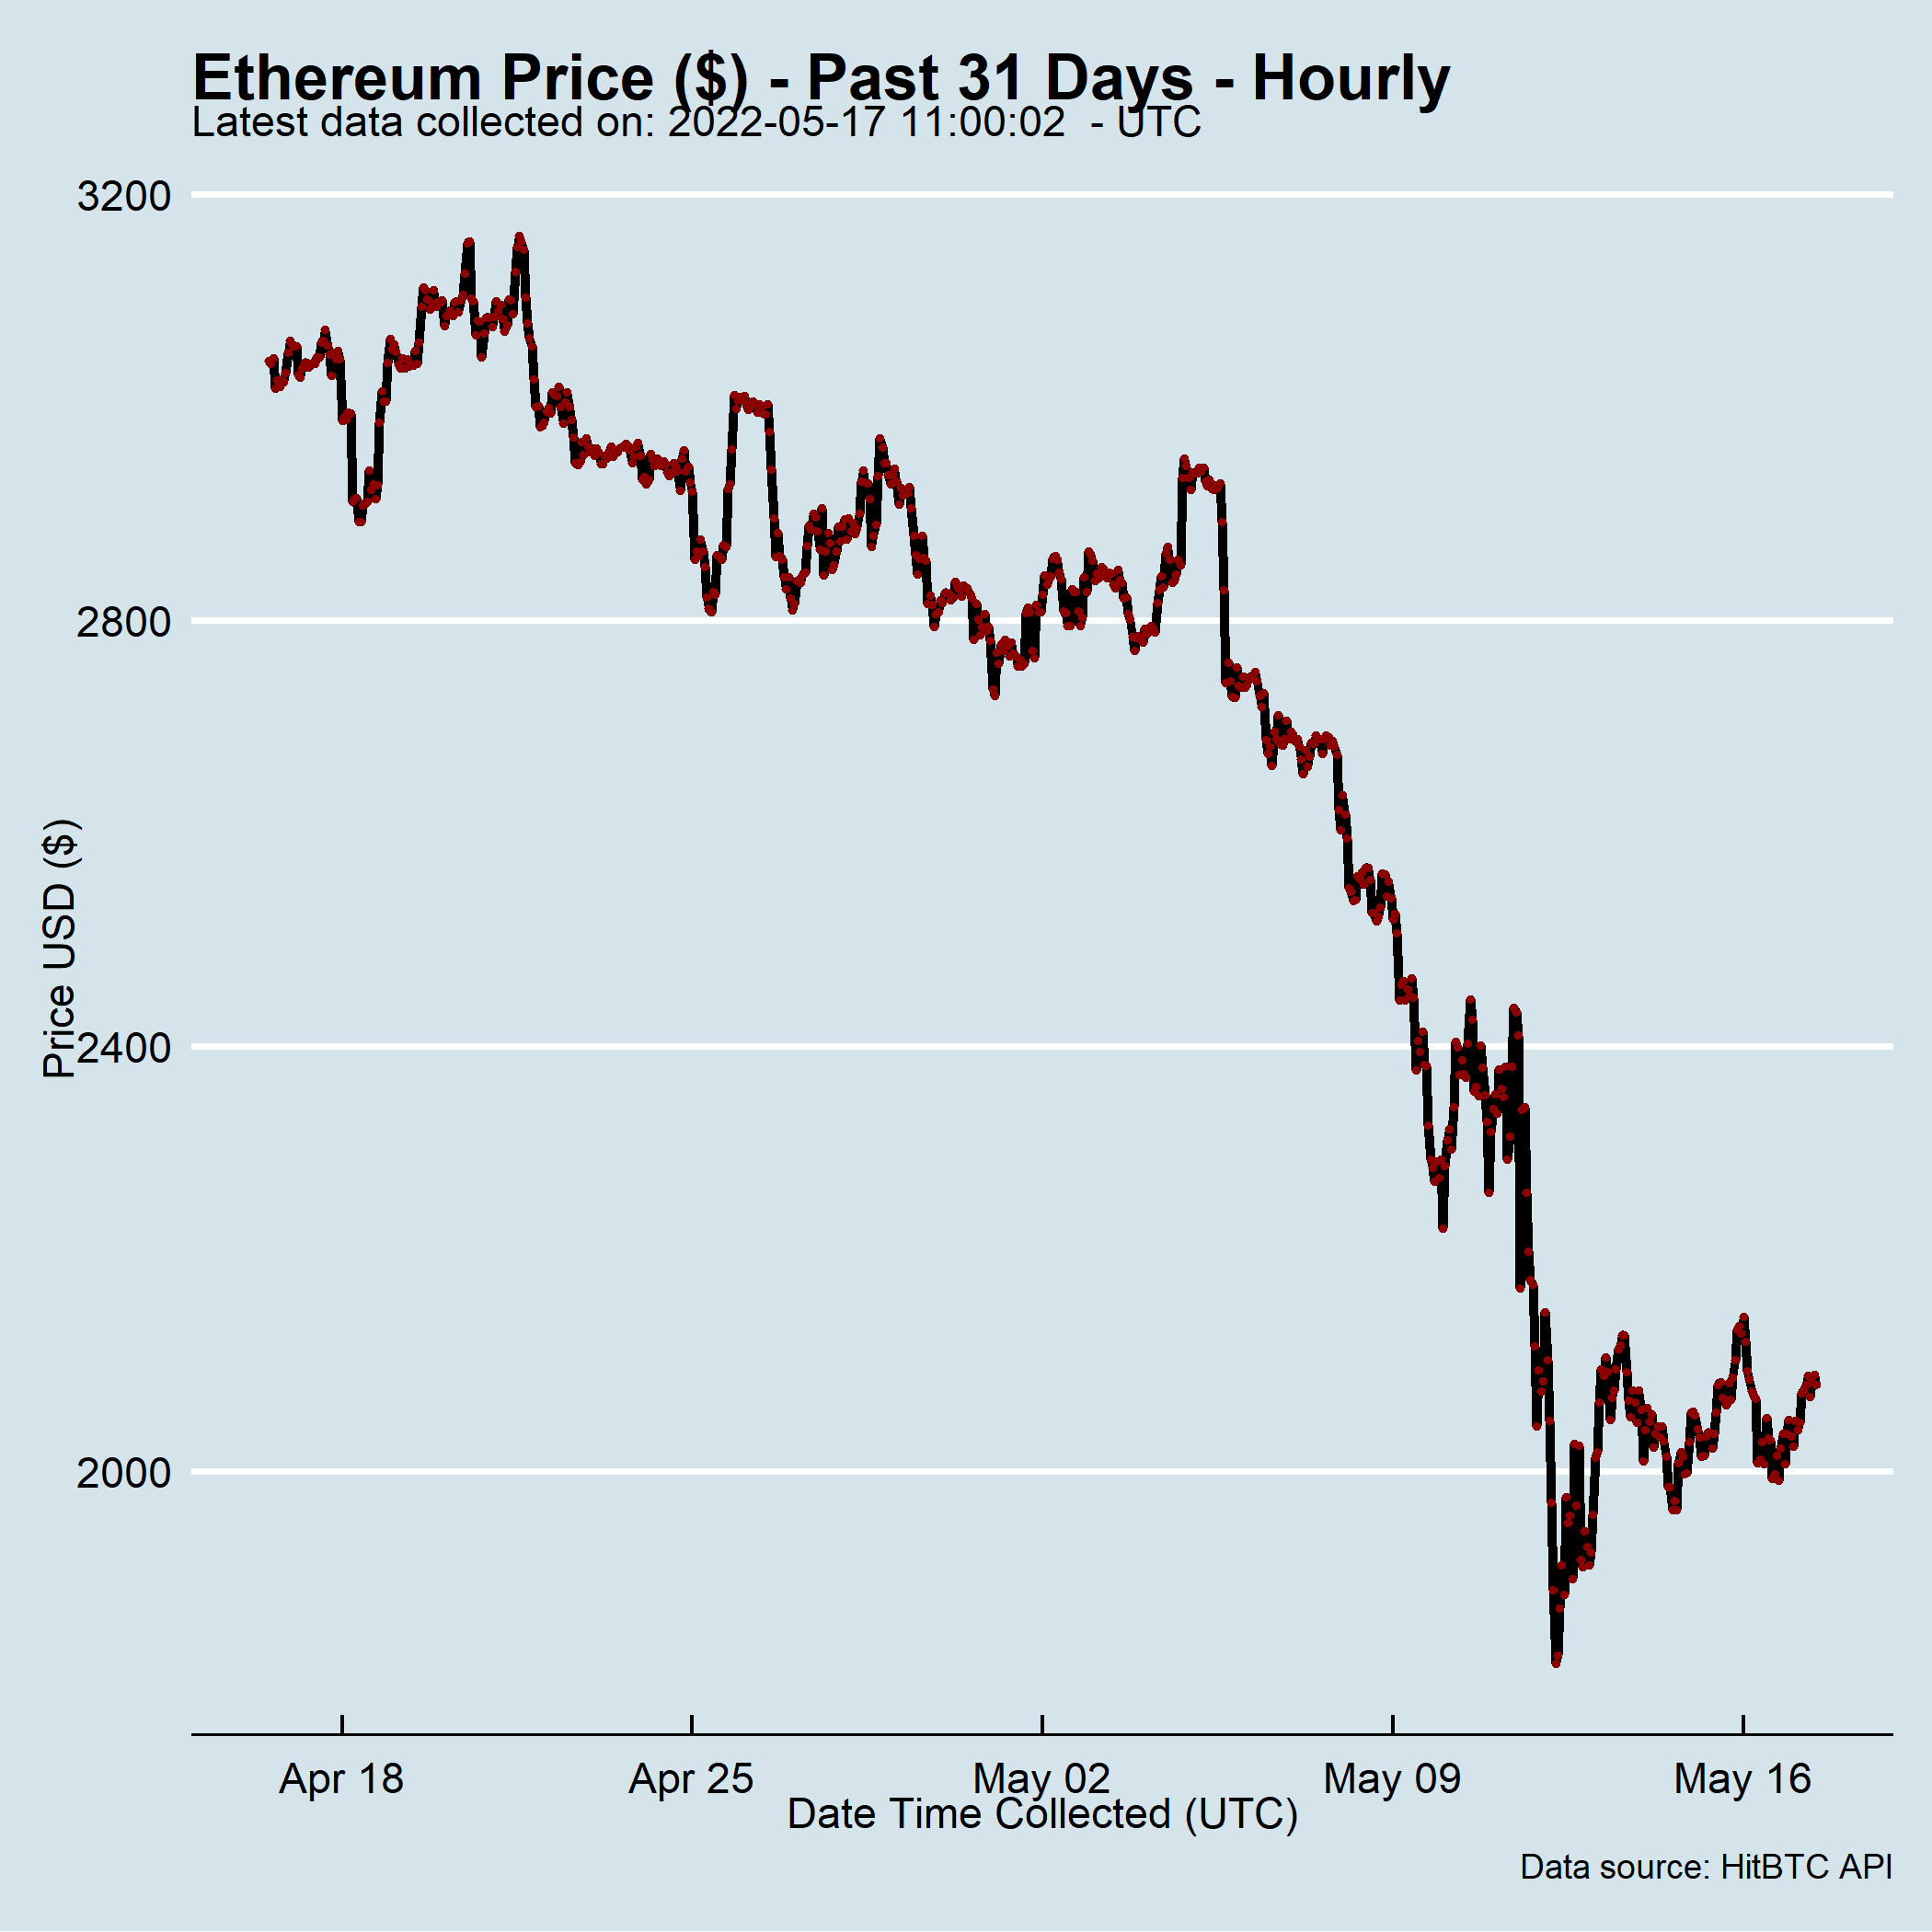 Ethereum Price ($) - Past 31 Days - Hourly
Latest data collected on: 2022-05-17 11:00:02  - UTC
3200
2800
2400
2000
Price USD ($)
Apr 18
Apr 25
May 02
May 09
May 16
Date Time Collected (UTC)
Data source: HitBTC API